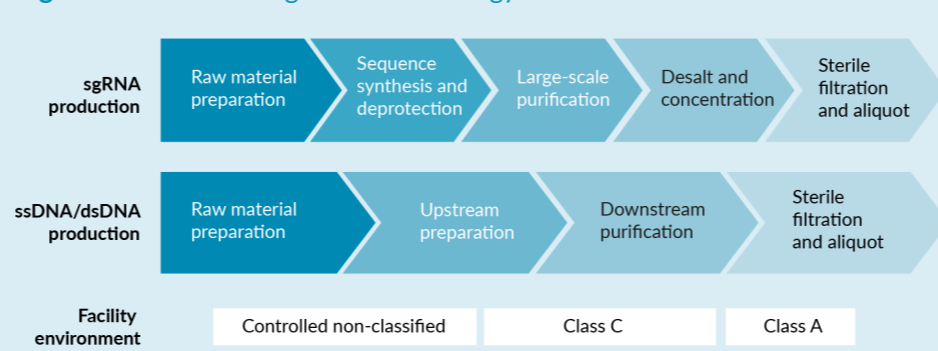 sgRNA
production
Raw material
preparation
Sequence
synthesis and
deprotection
Large-scale
purification
Desalt and
concentration
Sterile
filtration
and aliquot
ssDNA/dsDNA
production
Raw material
preparation
Upstream
preparation
Downstream
purification
Sterile
filtration
and aliquot
Facility
environment
Controlled non-classified
Class C
Class A